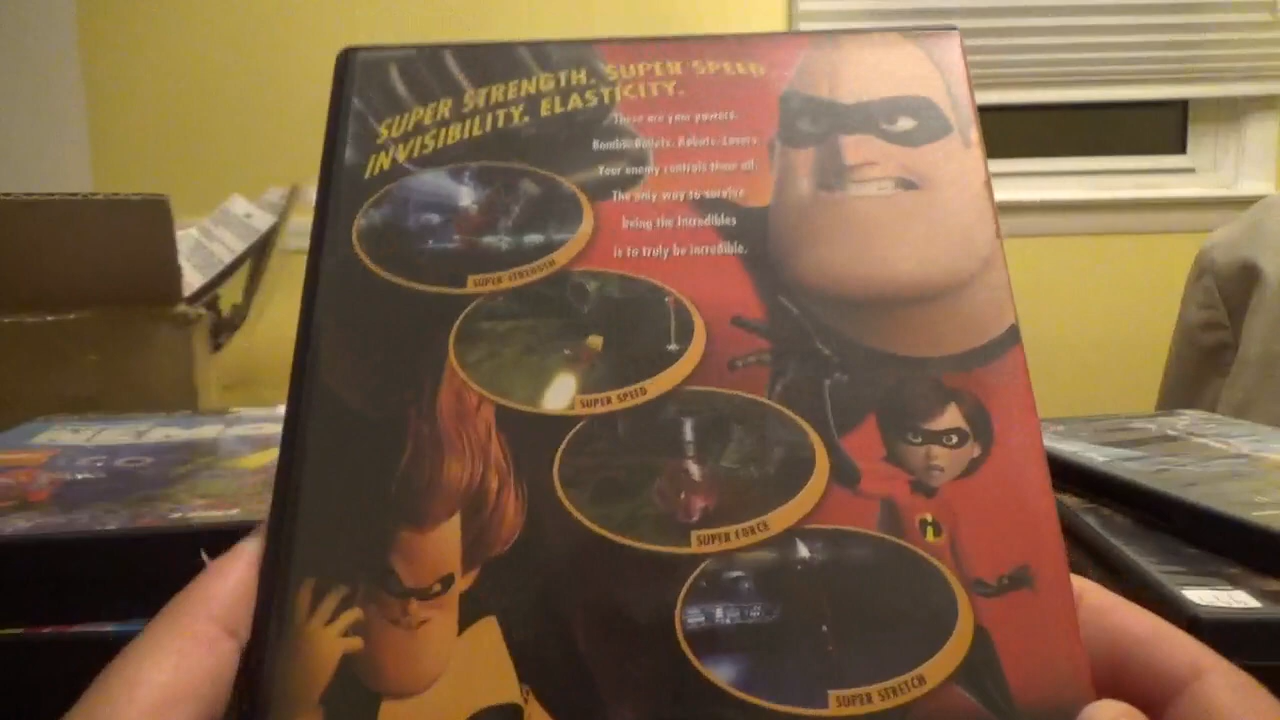 SUPER STRENGTH. SUPER SPEED
INVISIBILITY. ELASTICITY.
These are your powers.
Bombs. Bullets. Robots. Lasers.
Your enemy controls them all.
The only way to survive
being the Incredibles
is to truly be incredible.
SUPER STRENGTH
SUPER SPEED
SUPER FORCE
SUPER STRETCH